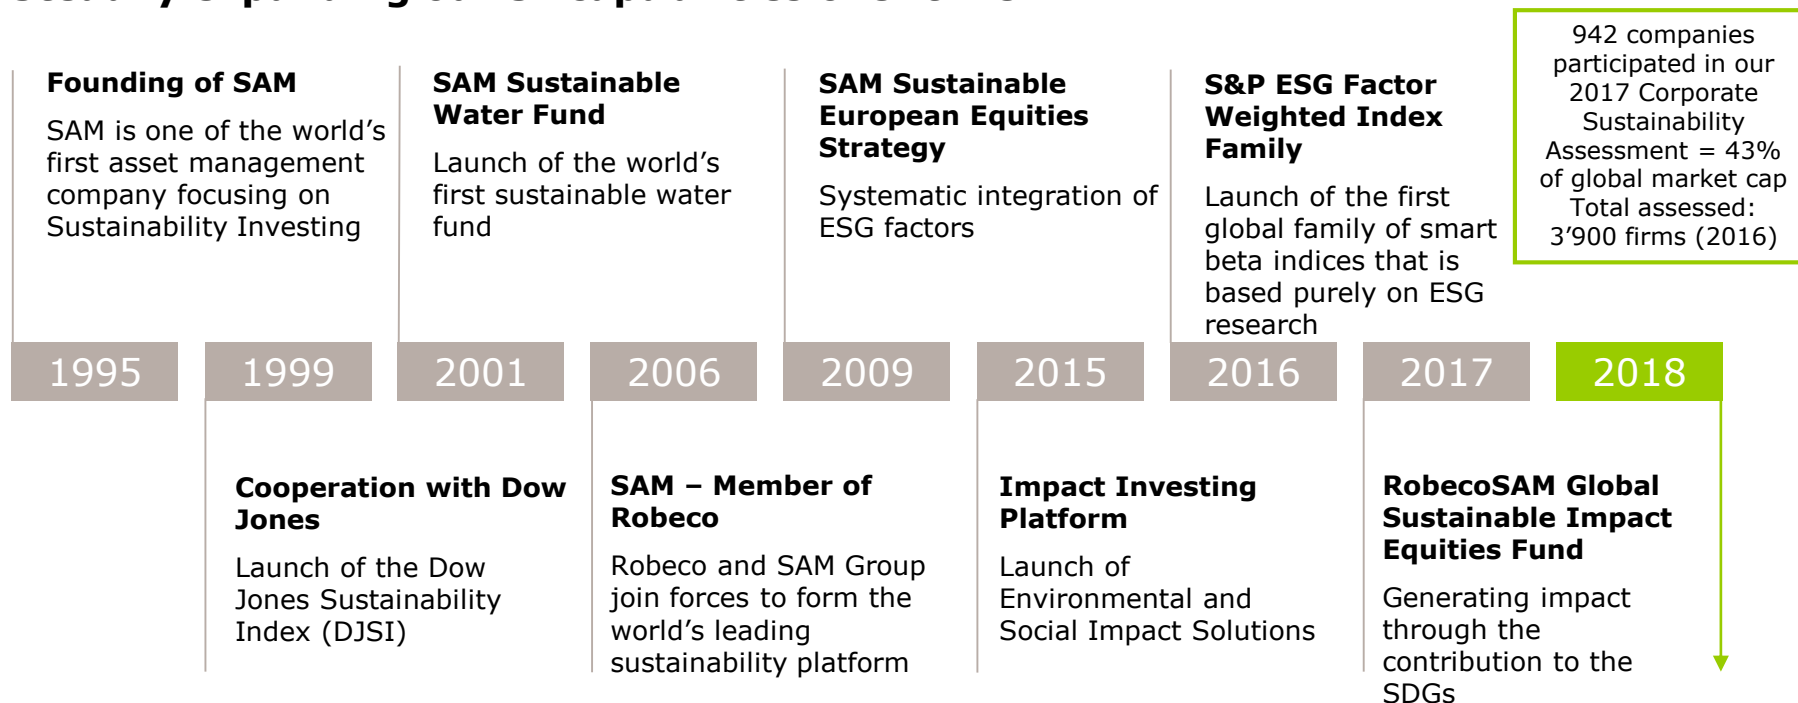 Founding of SAM
SAM is one of the world's
first asset management
company focusing on
Sustainability Investing
SAM Sustainable
Water Fund
Launch of the world's
first sustainable water
fund
SAM Sustainable
European Equities
Strategy
Systematic integration of
ESG factors
S&P ESG Factor
Weighted Index
Family
Launch of the first
global family of smart
beta indices that is
based purely on ESG
research
942 companies
participated in our
2017 Corporate
Sustainability
Assessment = 43%
of global market cap
Total assessed:
3'900 firms (2016)
1995
1999
2001
2006
2009
2015
2016
2017
2018
Cooperation with Dow
Jones
Launch of the Dow
Jones Sustainability
Index (DJSI)
SAM – Member of
Robeco
Robeco and SAM Group
join forces to form the
world's leading
sustainability platform
Impact Investing
Platform
Launch of
Environmental and
Social Impact Solutions
RobecoSAM Global
Sustainable Impact
Equities Fund
Generating impact
through the
contribution to the
SDGs